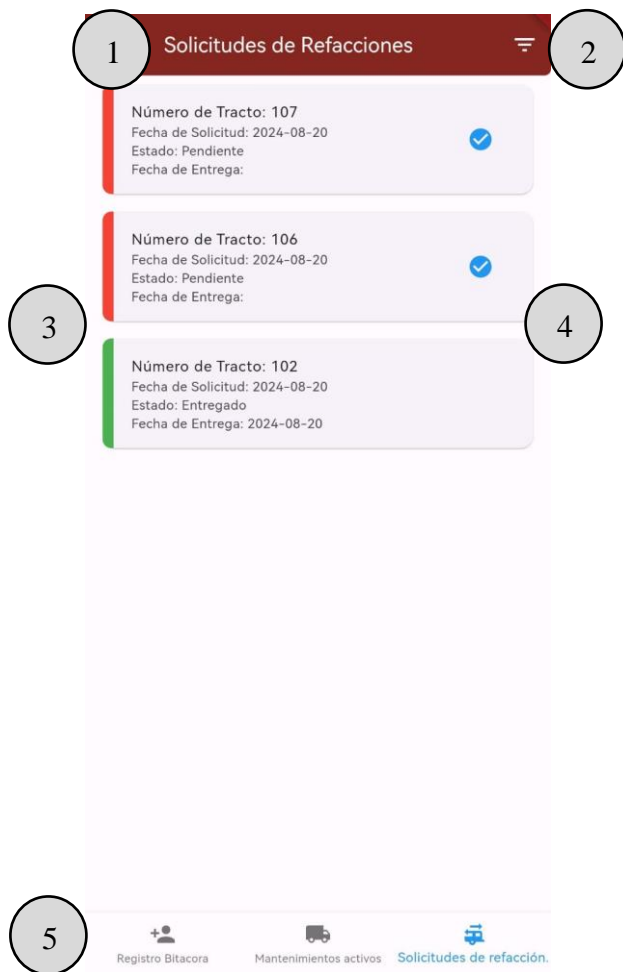 1
Solicitudes de Refacciones
2
Número de Tracto: 107
Fecha de Solicitud: 2024-08-20
Estado: Pendiente
Fecha de Entrega:
Número de Tracto: 106
Fecha de Solicitud: 2024-08-20
Estado: Pendiente
Fecha de Entrega:
3
4
Número de Tracto: 102
Fecha de Solicitud: 2024-08-20
Estado: Entregado
Fecha de Entrega: 2024-08-20
5
Registro Bitacora
Mantenimientos activos
Solicitudes de refacción.